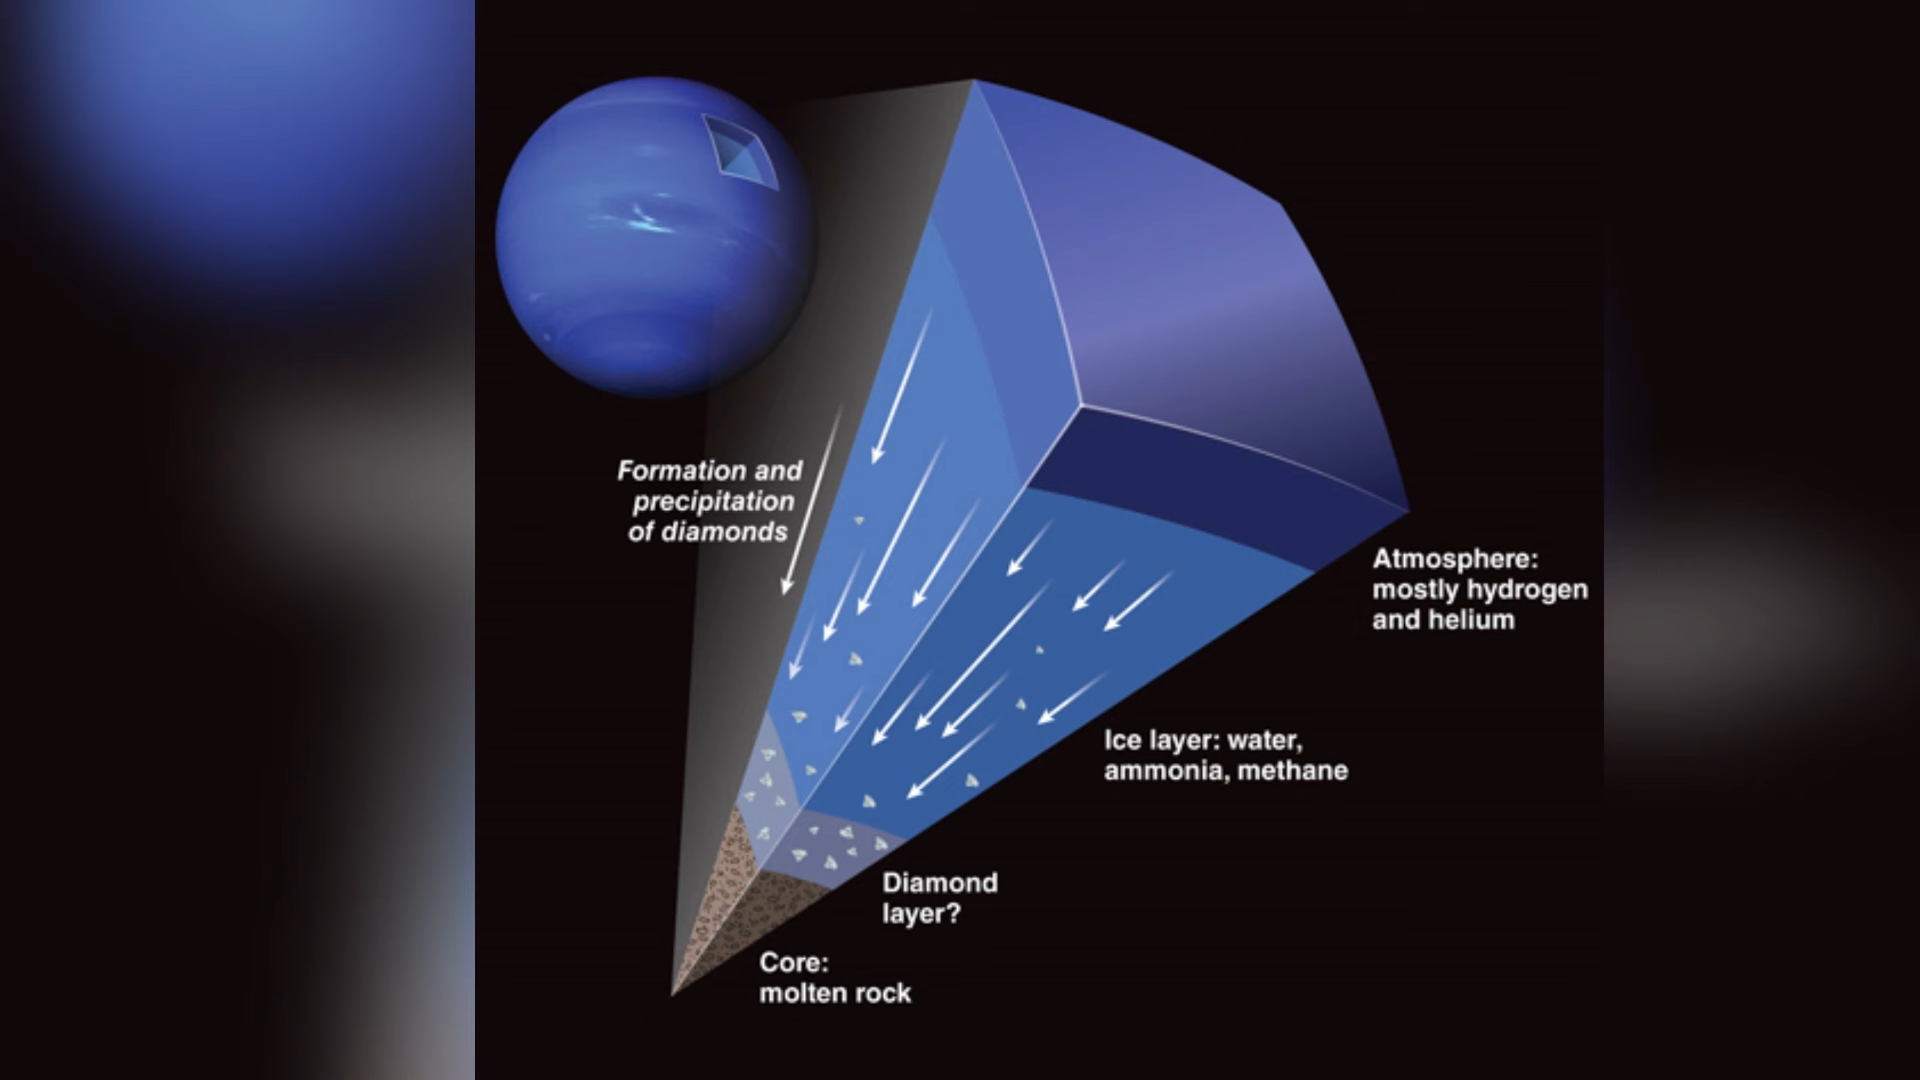 Formation and
precipitation
of diamonds
Atmosphere:
mostly hydrogen
and helium
Ice layer: water,
ammonia, methane
Diamond
layer?
Core:
molten rock